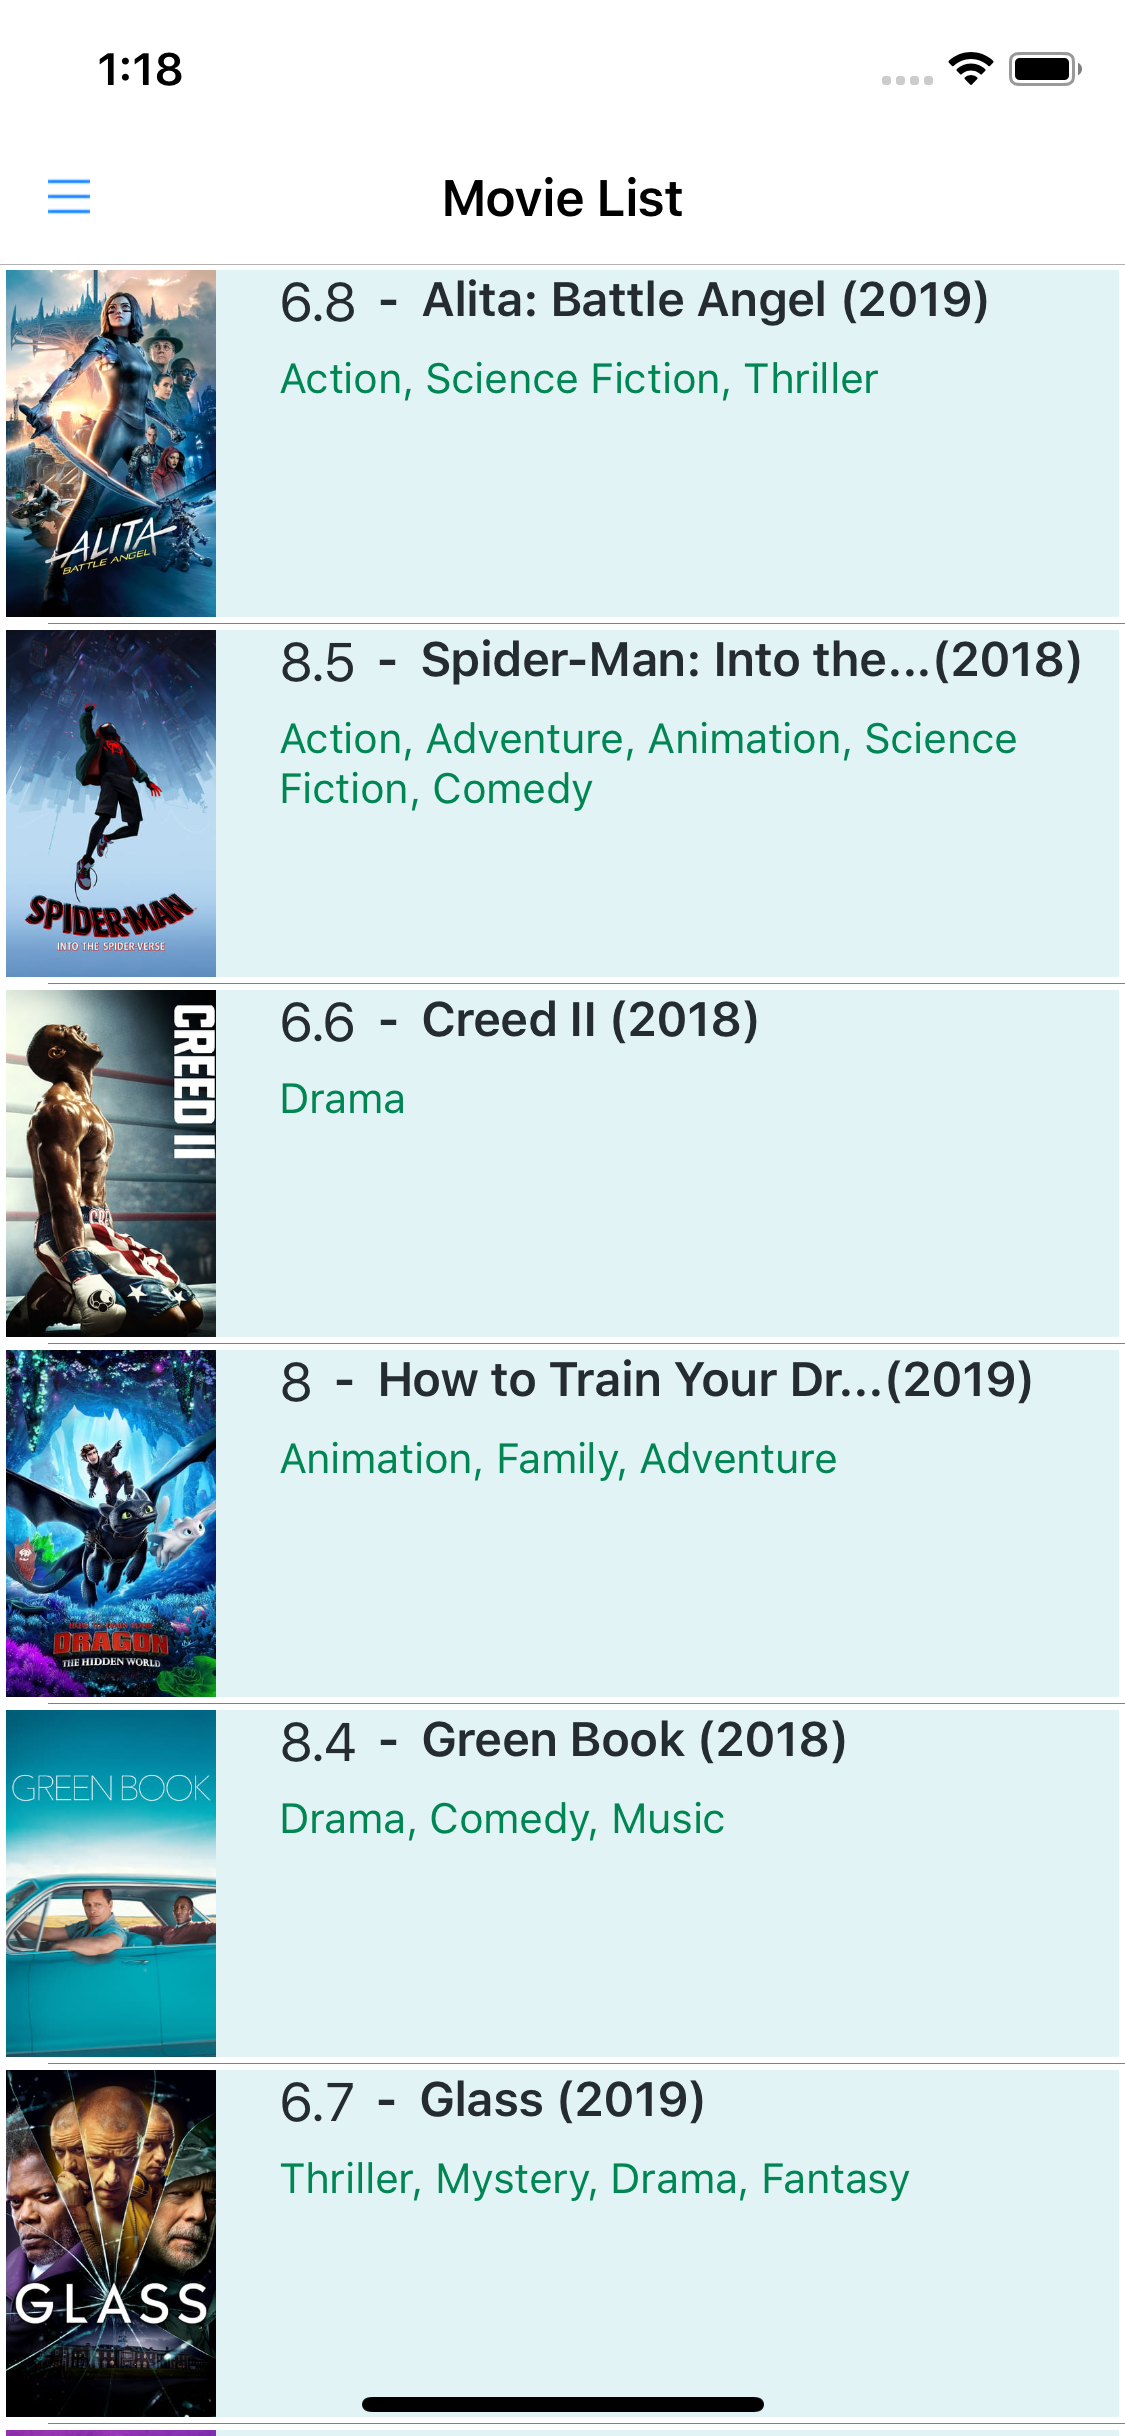 1:18
Movie List
6.8 - Alita: Battle Angel (2019)
Action, Science Fiction, Thriller
ALITA
BATTLE ANGEL
8.5 - Spider-Man: Into the...(2018)
Action, Adventure, Animation, Science
Fiction, Comedy
SPIDER-MAN
INTO THE SPIDER-VERSE
6.6 - Creed II (2018)
Drama
CREED II
8 - How to Train Your Dr...(2019)
Animation, Family, Adventure
HOW TO TRAIN YOUR
DRAGON
THE HIDDEN WORLD
8.4 - Green Book (2018)
Drama, Comedy, Music
GREEN BOOK
6.7 - Glass (2019)
Thriller, Mystery, Drama, Fantasy
GLASS